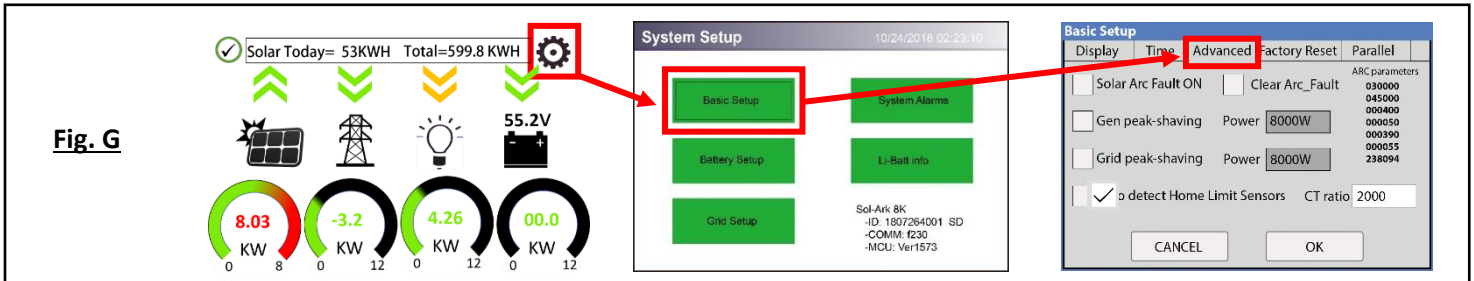 Fig. G
Solar Today= 53KWH Total=599.8 KWH
55.2V
- +
8.03
KW
0 8
-3.2
KW
0 12
4.26
KW
0 12
00.0
KW
0 12
System Setup 10/24/2018 02:23:10
Basic Setup System Alarms
Battery Setup Li-Batt info
Grid Setup
Sol-Ark 8K
-ID: 1807264001 SD
-COMM: f230
-MCU: Ver1573
Basic Setup
Display Time Advanced Factory Reset Parallel
Solar Arc Fault ON Clear Arc_Fault
ARC parameters
030000
045000
000400
000050
000390
000055
238094
Gen peak-shaving Power 8000W
Grid peak-shaving Power 8000W
o detect Home Limit Sensors CT ratio 2000
CANCEL OK